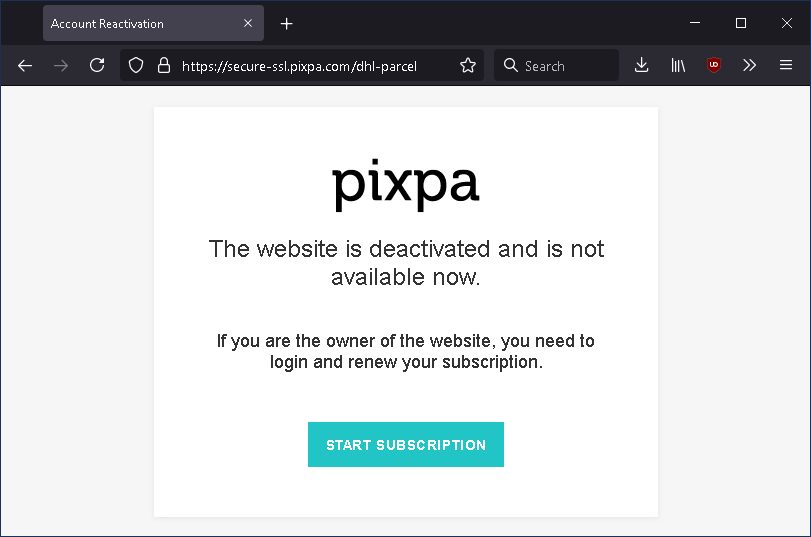 Account Reactivation
https://secure-ssl.pixpa.com/dhl-parcel
Search
pixpa
The website is deactivated and is not
available now.
If you are the owner of the website, you need to
login and renew your subscription.
START SUBSCRIPTION